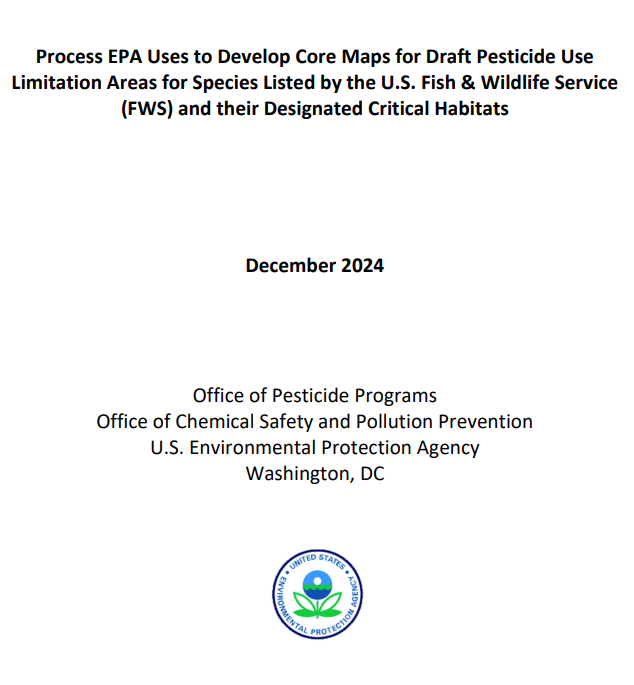 Process EPA Uses to Develop Core Maps for Draft Pesticide Use
Limitation Areas for Species Listed by the U.S. Fish & Wildlife Service
(FWS) and their Designated Critical Habitats
December 2024
Office of Pesticide Programs
Office of Chemical Safety and Pollution Prevention
U.S. Environmental Protection Agency
Washington, DC
UNITED STATES
ENVIRONMENTAL PROTECTION AGENCY